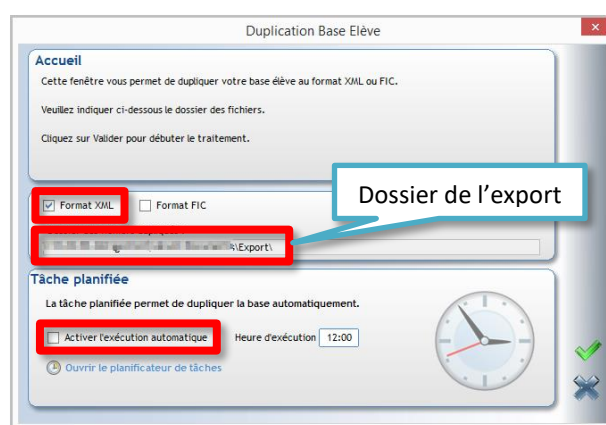 Duplication Base Elève
Accueil
Cette fenêtre vous permet de dupliquer votre base élève au format XML ou FIC.
Veuillez indiquer ci-dessous le dossier des fichiers.
Cliquez sur Valider pour débuter le traitement.
Dossier de l'export
Format XML Format FIC
\Export\
Tâche planifiée
La tâche planifiée permet de dupliquer la base automatiquement.
Activer l'exécution automatique Heure d'exécution 12:00
Ouvrir le planificateur de tâches